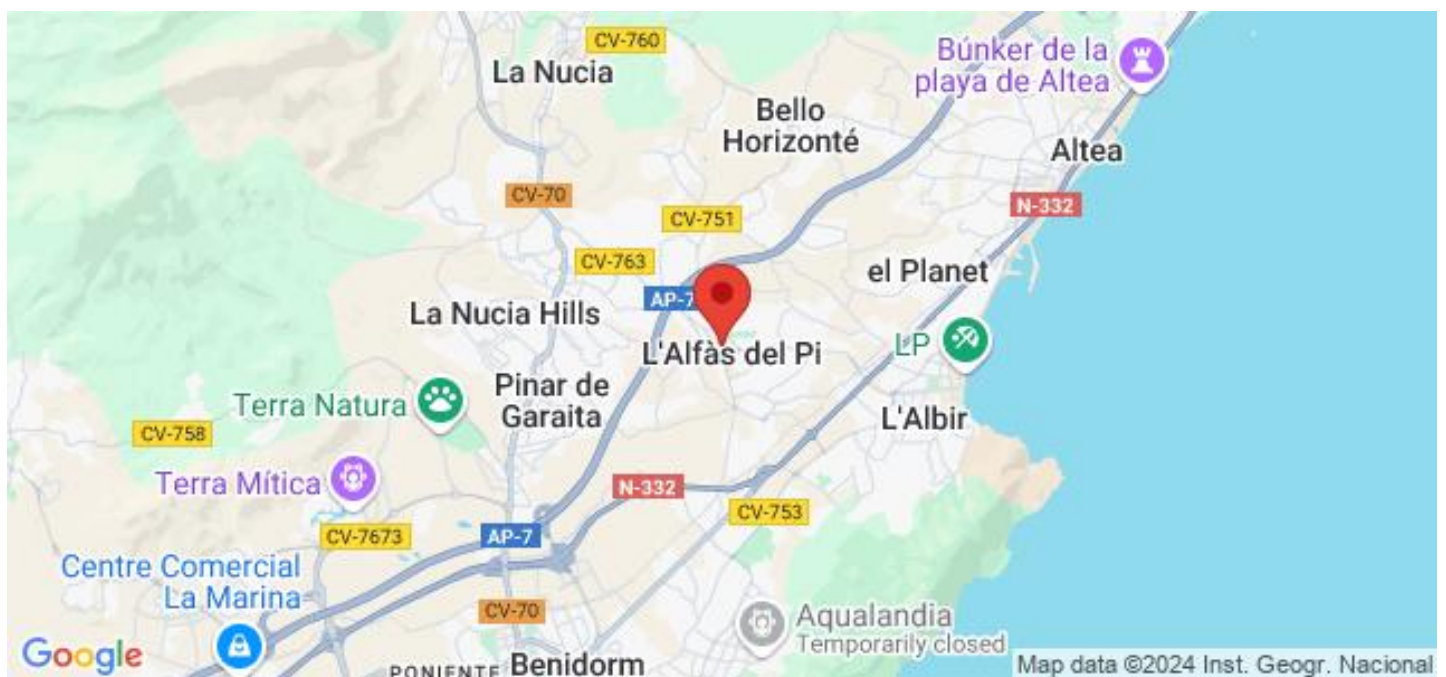 CV-760
La Nucia
Búnker de la
playa de Altea
Bello
Horizonté
Altea
CV-70
N-332
CV-751
CV-763
el Planet
AP-7
La Nucia Hills
LP
L'Alfàs del Pi
Pinar de
Garaita
Terra Natura
L'Albir
CV-758
Terra Mítica
N-332
CV-753
CV-7673
AP-7
Centre Comercial
La Marina
CV-70
Aqualandia
Temporarily closed
Google
PONIENTE
Benidorm
Map data ©2024 Inst. Geogr. Nacional